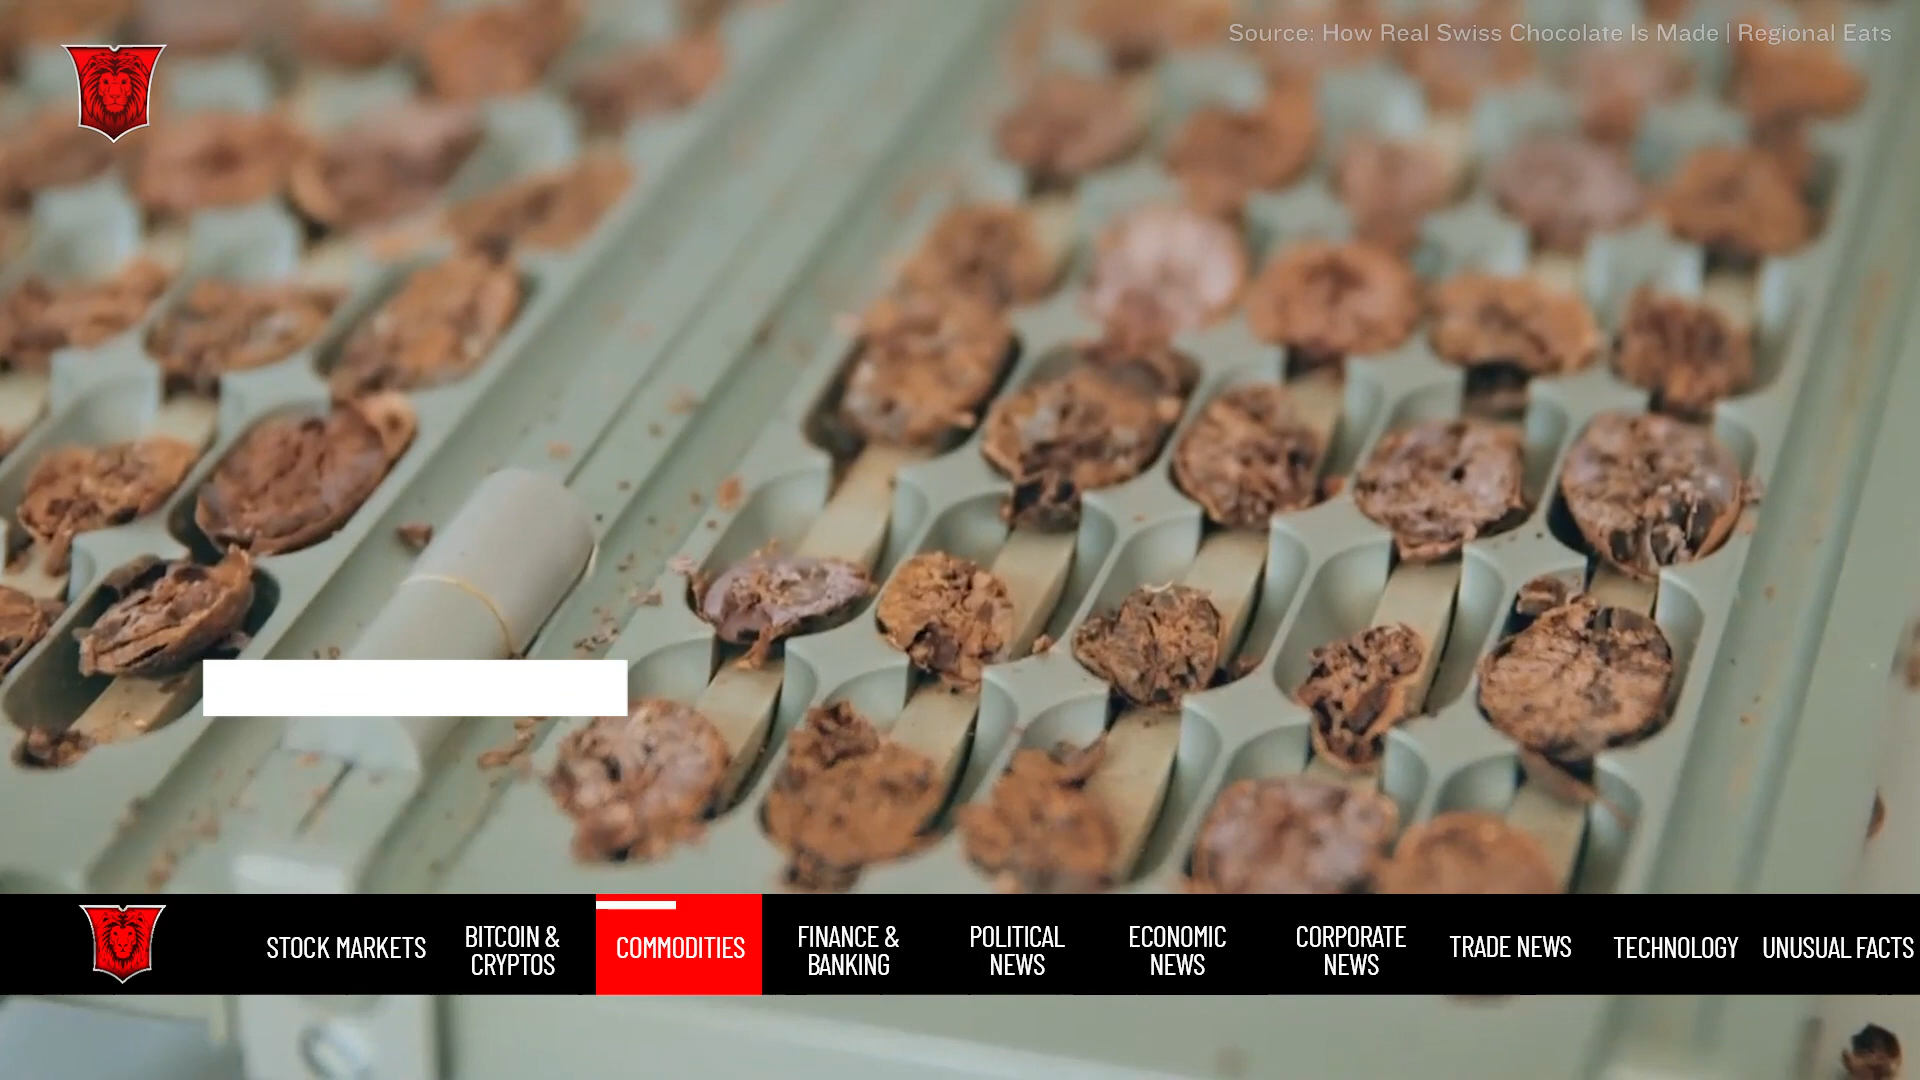 Source: How Real Swiss Chocolate Is Made | Regional Eats
STOCK MARKETS
BITCOIN &
CRYPTOS
COMMODITIES
FINANCE &
BANKING
POLITICAL
NEWS
ECONOMIC
NEWS
CORPORATE
NEWS
TRADE NEWS
TECHNOLOGY
UNUSUAL FACTS